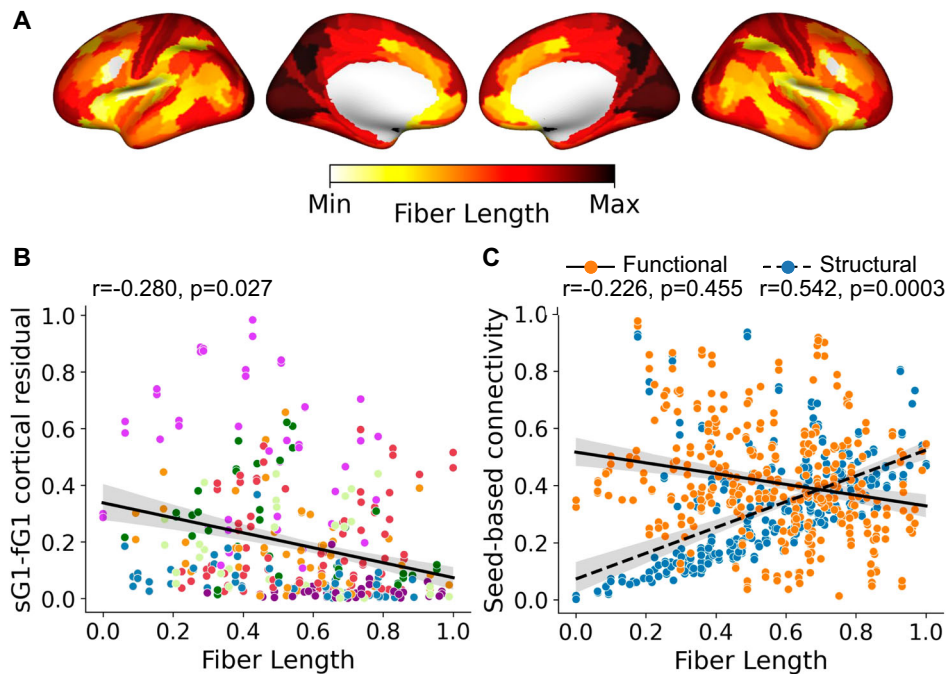 A
Min Max
Fiber Length
B
r=-0.280, p=0.027
sG1-fG1 cortical residual
1.0
0.8
0.6
0.4
0.2
0.0
0.0 0.2 0.4 0.6 0.8 1.0
Fiber Length
C
Functional Structural
r=-0.226, p=0.455 r=0.542, p=0.0003
Seed-based connectivity
1.0
0.8
0.6
0.4
0.2
0.0
0.0 0.2 0.4 0.6 0.8 1.0
Fiber Length